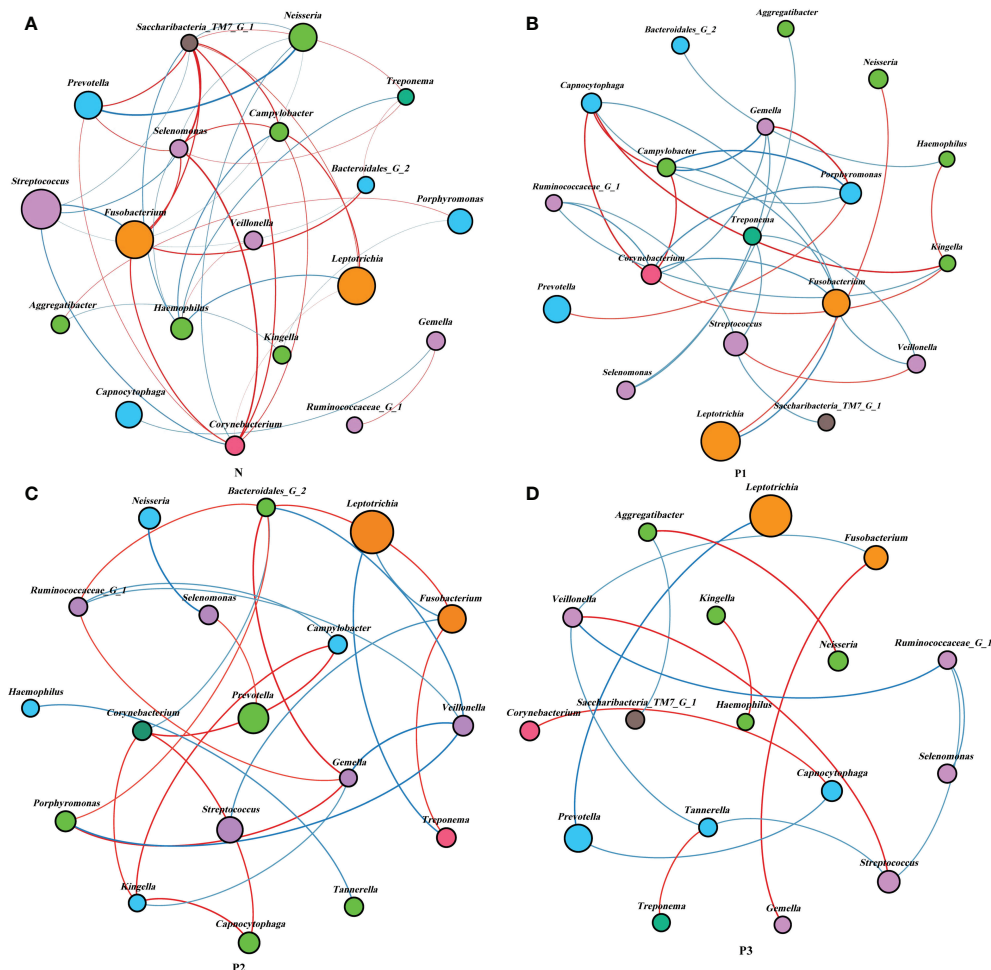 A
Saccharibacteria_TM7_G_1
Neisseria
Prevotella
Treponema
Campylobacter
Selenomonas
Bacteroidales_G_2
Streptococcus
Porphyromonas
Fusobacterium
Veillonella
Leptotrichia
Aggregatibacter
Haemophilus
Gemella
Kingella
Capnocytophaga
Ruminococcaceae_G_1
Corynebacterium
N
B
Aggregatibacter
Bacteroidales_G_2
Neisseria
Capnocytophaga
Gemella
Haemophilus
Campylobacter
Porphyromonas
Ruminococcaceae_G_1
Treponema
Kingella
Corynebacterium
Fusobacterium
Prevotella
Streptococcus
Veillonella
Selenomonas
Saccharibacteria_TM7_G_1
Leptotrichia
P1
C
Bacteroidales_G_2
Leptotrichia
Neisseria
Ruminococcaceae_G_1
Selenomonas
Fusobacterium
Campylobacter
Haemophilus
Prevotella
Corynebacterium
Veillonella
Gemella
Porphyromonas
Streptococcus
Treponema
Kingella
Tannerella
Capnocytophaga
P2
D
Leptotrichia
Aggregatibacter
Fusobacterium
Veillonella
Kingella
Neisseria
Ruminococcaceae_G_1
Saccharibacteria_TM7_G_1
Haemophilus
Corynebacterium
Selenomonas
Capnocytophaga
Tannerella
Prevotella
Streptococcus
Treponema
Gemella
P3